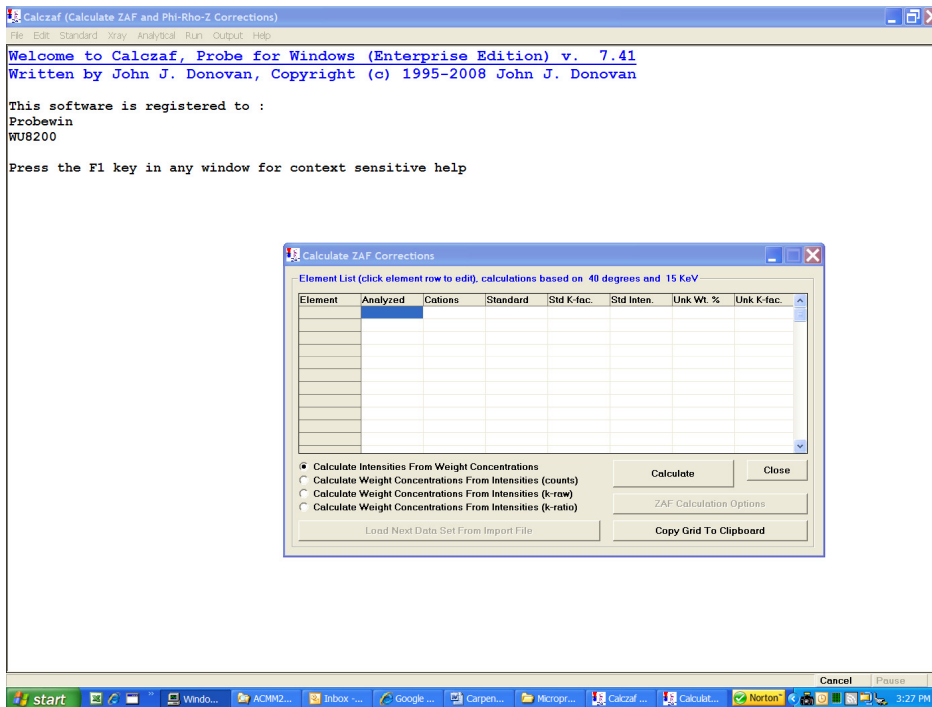 Calczaf (Calculate ZAF and Phi-Rho-Z Corrections)
File Edit Standard Xray Analytical Run Output Help
Welcome to Calczaf, Probe for Windows (Enterprise Edition) v. 7.41
Written by John J. Donovan, Copyright (c) 1995-2008 John J. Donovan
This software is registered to :
Probewin
WU8200
Press the F1 key in any window for context sensitive help
Calculate ZAF Corrections
Element List (click element row to edit), calculations based on 40 degrees and 15 KeV
Element Analyzed Cations Standard Std K-fac. Std Inten. Unk Wt. % Unk K-fac.
Calculate Intensities From Weight Concentrations
Calculate Weight Concentrations From Intensities (counts)
Calculate Weight Concentrations From Intensities (k-raw)
Calculate Weight Concentrations From Intensities (k-ratio)
Calculate Close
ZAF Calculation Options
Load Next Data Set From Import File Copy Grid To Clipboard
Cancel Pause
start Windo... ACMM2... Inbox -... Google ... Carpen... Micropr... Calczaf ... Calculat... Norton 3:27 PM